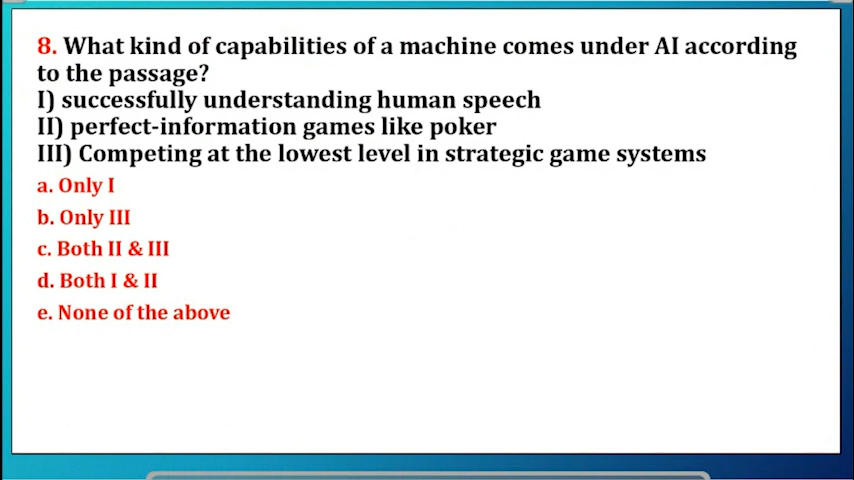 8. What kind of capabilities of a machine comes under AI according
to the passage?
I) successfully understanding human speech
II) perfect-information games like poker
III) Competing at the lowest level in strategic game systems
a. Only I
b. Only III
c. Both II & III
d. Both I & II
e. None of the above